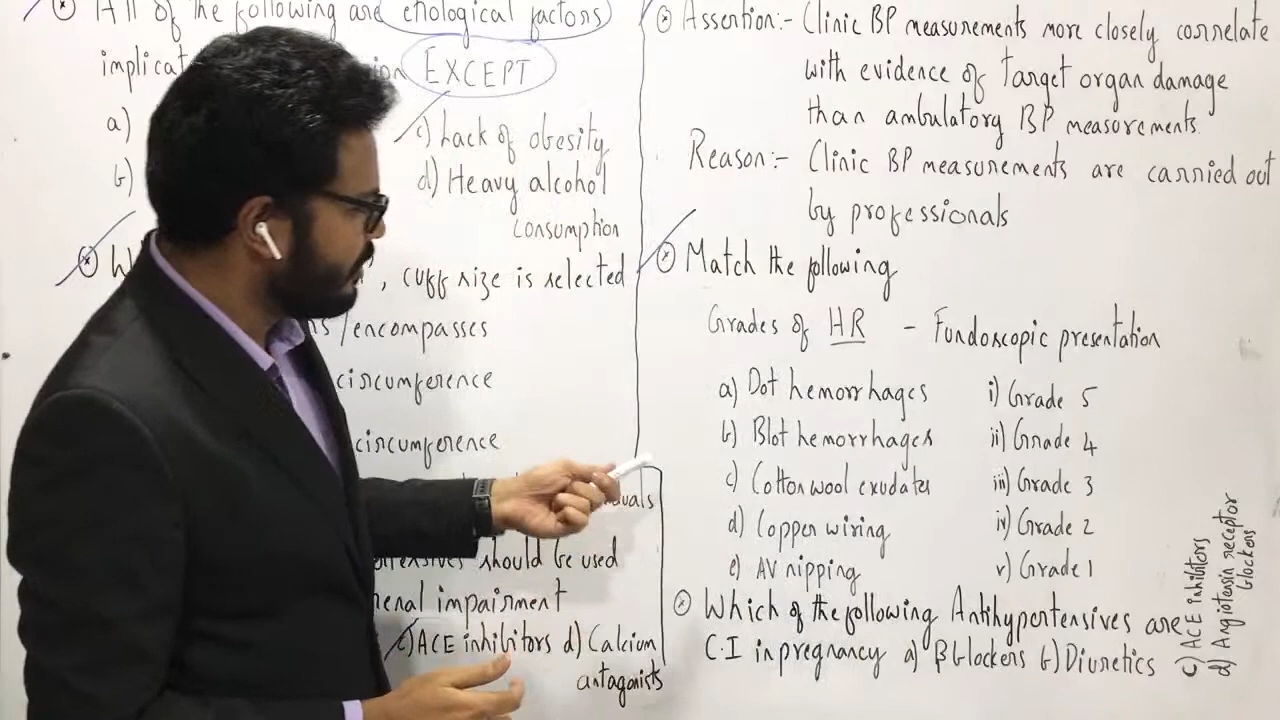 All of the following are etiological factors
EXCEPT
a)
b)
c) Lack of obesity
d) Heavy alcohol
consumption
, cuff size is selected
/encompasses
circumference
circumference
should be used
renal impairment
c) ACE inhibitors d) Calcium
antagonists
Assertion:- Clinic BP measurements more closely correlate
with evidence of target organ damage
than ambulatory BP measurements.
Reason:- Clinic BP measurements are carried out
by professionals
Match the following
Grades of HR - Fundoscopic presentation
a) Dot hemorrhages i) Grade 5
b) Blot hemorrhages ii) Grade 4
c) Cotton wool exudates iii) Grade 3
d) Copper wiring iv) Grade 2
e) AV nipping v) Grade 1
Which of the following Antihypertensives are
C.I in pregnancy a) β blockers b) Diuretics
c) ACE inhibitors
d) Angiotensin receptor
blockers